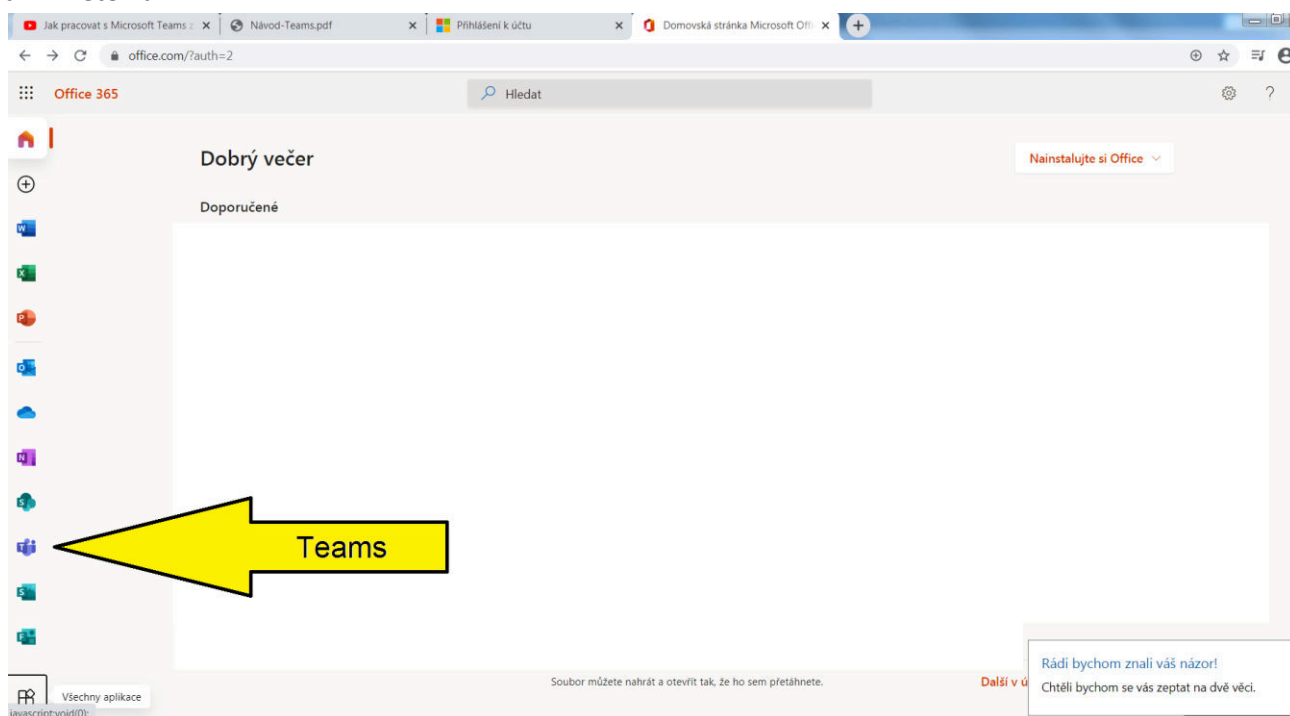 Jak pracovat s Microsoft Teams z
Návod-Teams.pdf
Přihlášení k účtu
Domovská stránka Microsoft Offi
office.com/?auth=2
Office 365
Hledat
Dobrý večer
Nainstalujte si Office
Doporučené
Teams
Rádi bychom znali váš názor!
Chtěli bychom se vás zeptat na dvě věci.
Soubor můžete nahrát a otevřít tak, že ho sem přetáhnete.
Další v ú
Všechny aplikace
javascript:void(0);